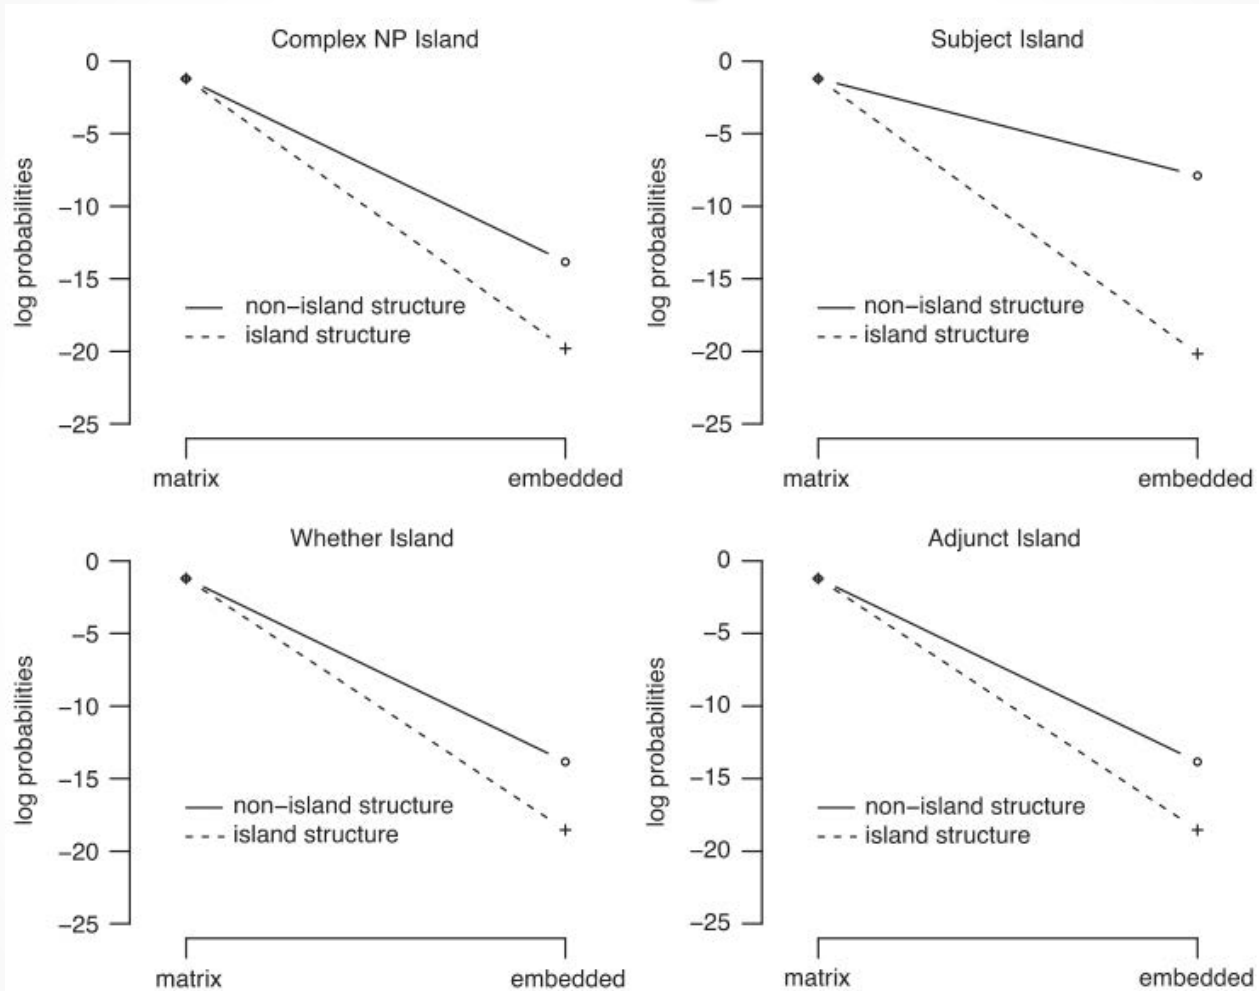 Complex NP Island
0
−5
−10
−15
−20
−25
log probabilities
non−island structure
island structure
matrix embedded
Subject Island
0
−5
−10
−15
−20
−25
log probabilities
non−island structure
island structure
matrix embedded
Whether Island
0
−5
−10
−15
−20
−25
log probabilities
non−island structure
island structure
matrix embedded
Adjunct Island
0
−5
−10
−15
−20
−25
log probabilities
non−island structure
island structure
matrix embedded